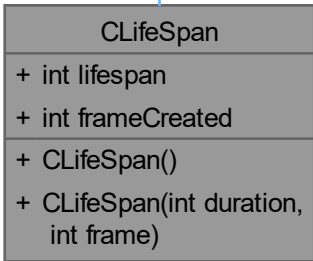 CLifeSpan
+ int lifespan
+ int frameCreated
+ CLifeSpan()
+ CLifeSpan(int duration,
int frame)